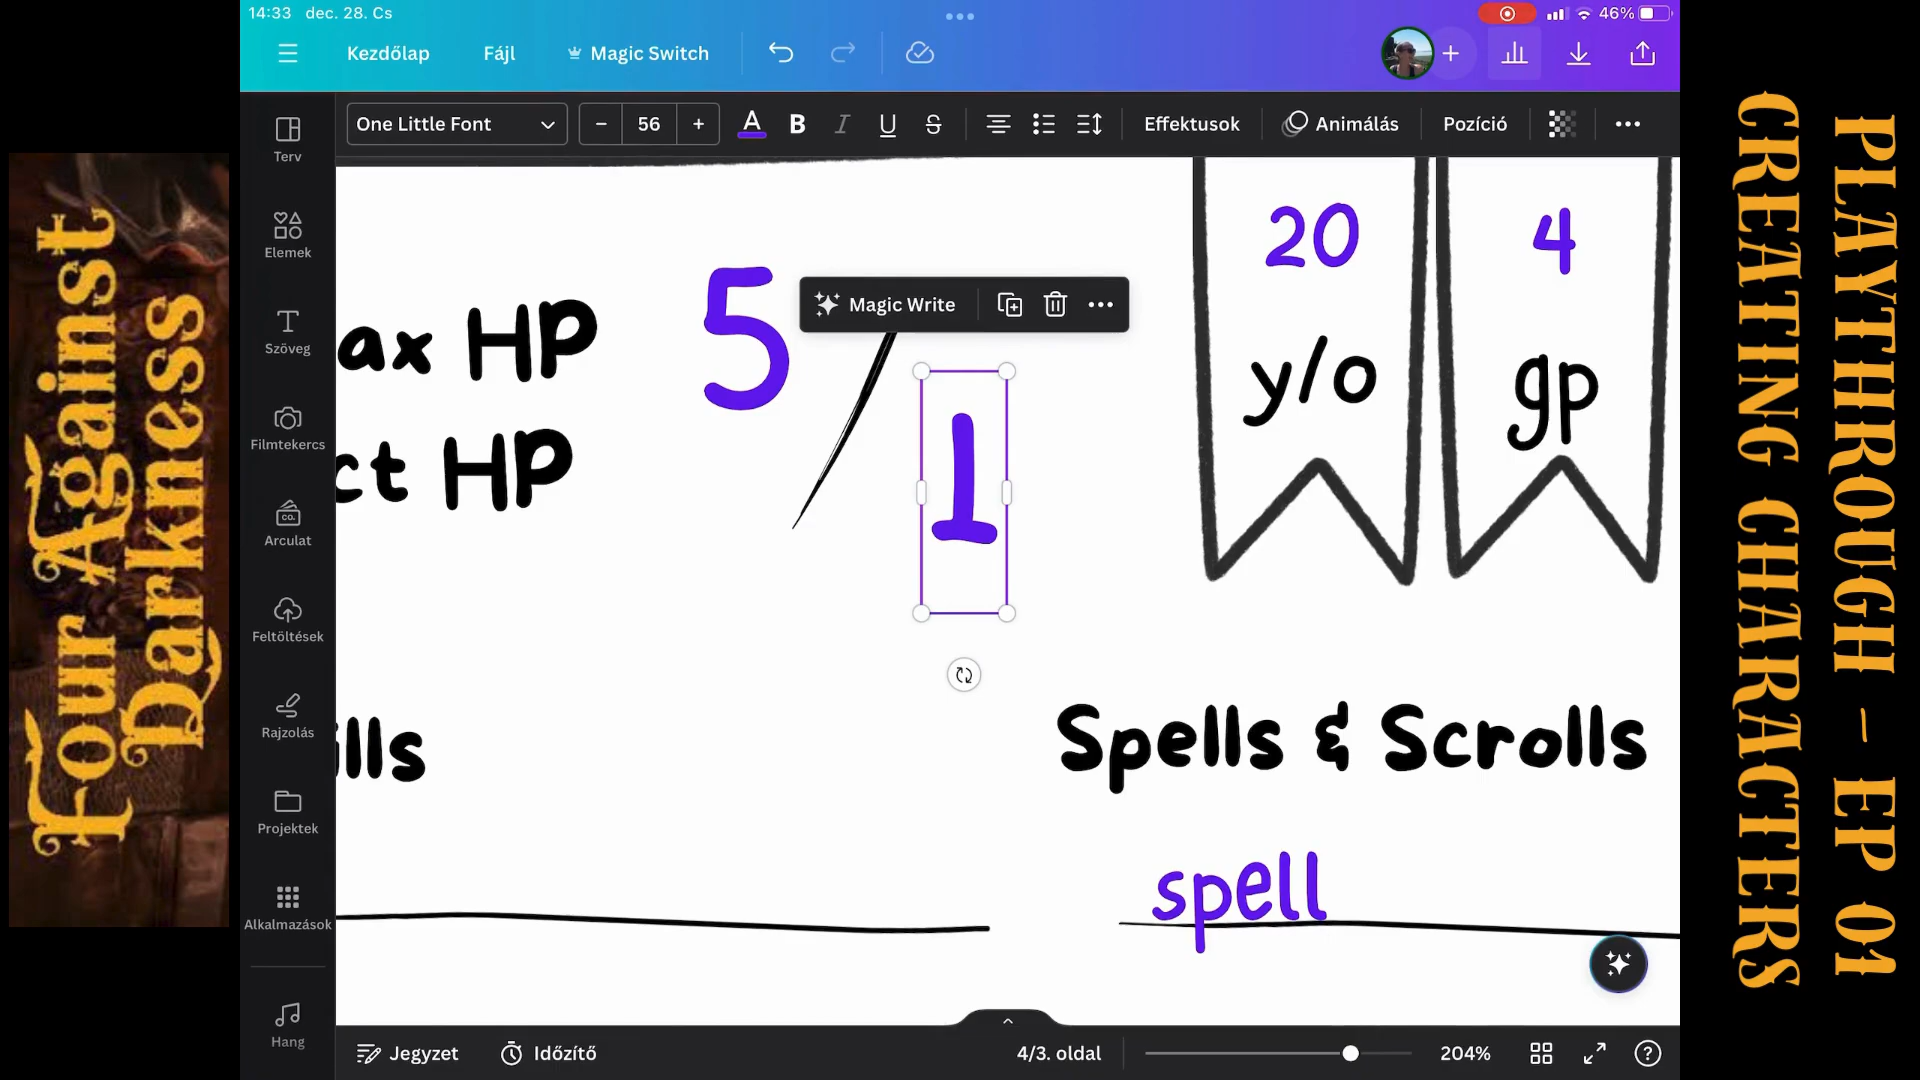 Four Against
Darkness
14:33 dec. 28. Cs
46%
Kezdőlap
Fájl
Magic Switch
One Little Font
56
A
B
I
U
S
Effektusok
Animálás
Pozíció
Terv
Elemek
Szöveg
Filmtekercs
co.
Arculat
Feltöltések
Rajzolás
Projektek
Alkalmazások
Hang
ax HP
5
/
1
ct HP
Magic Write
20
y/o
4
gp
ills
Spells & Scrolls
spell
Jegyzet
Időzítő
4/3. oldal
204%
PLAYTHROUGH – EP 01
CREATING CHARACTERS